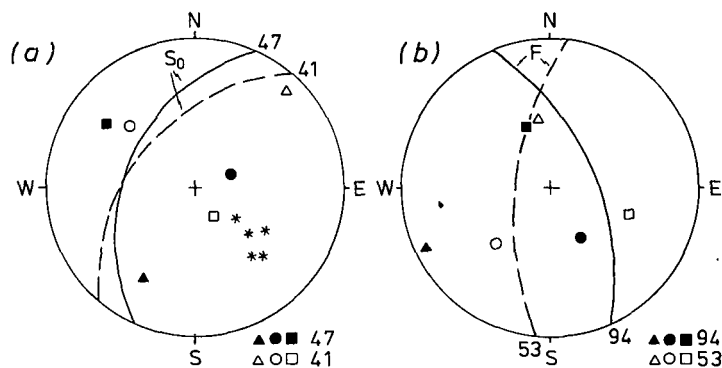 (a)
N
47
41
S₀
W
E
S
▲●■ 47
△○□ 41
(b)
N
F
W
E
53
S
94
▲●■ 94
△○□ 53